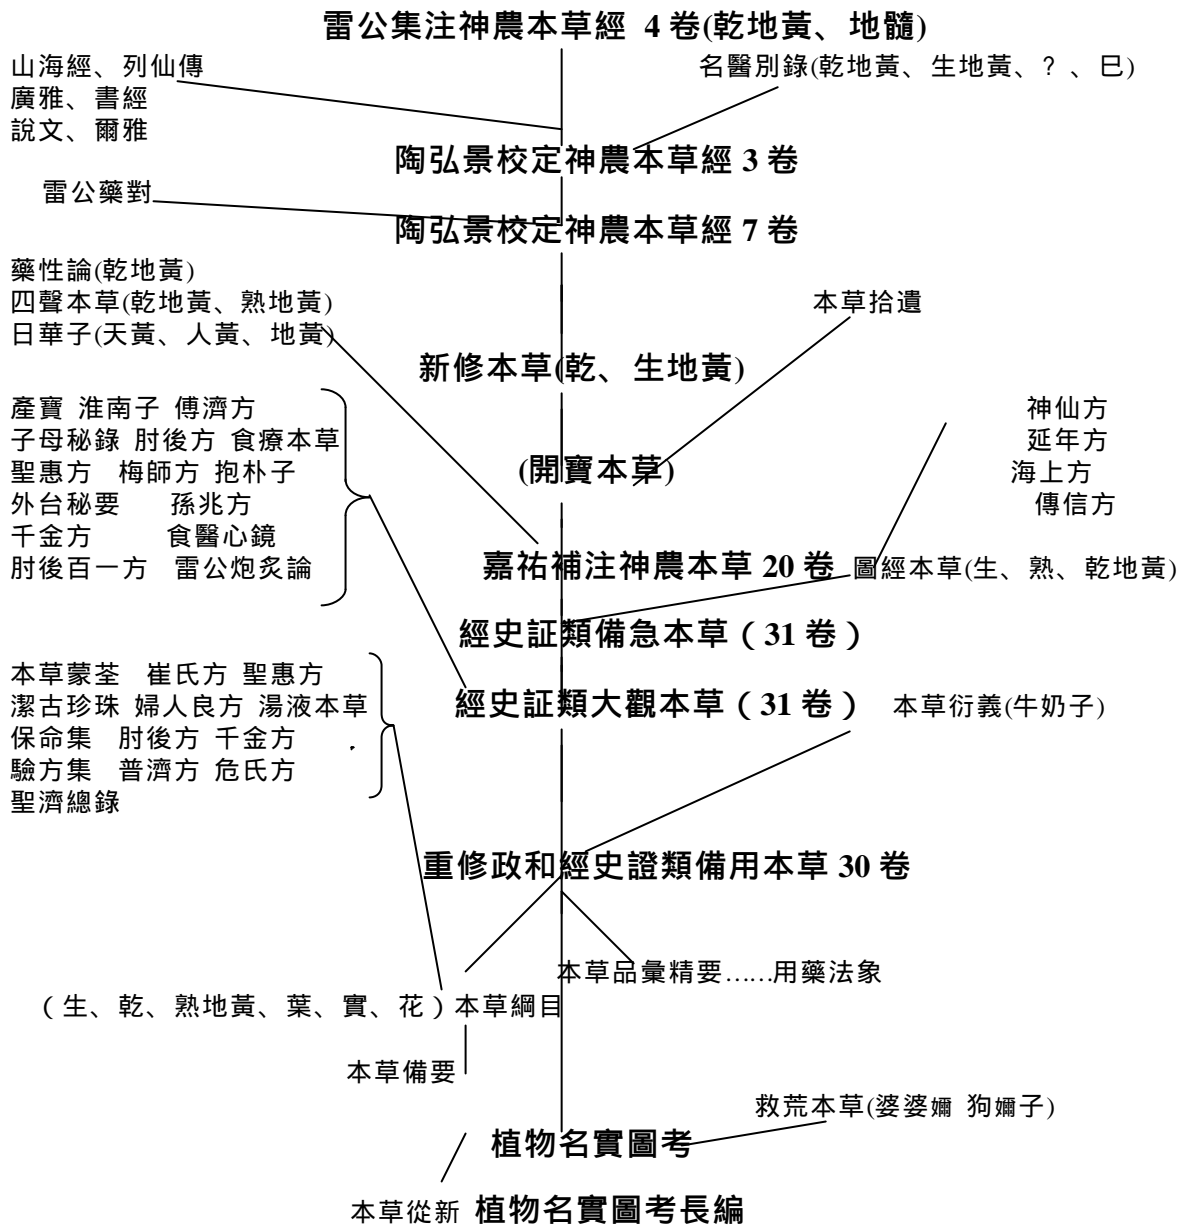 雷公集注神農本草經 4 卷(乾地黃、地髓)
山海經、列仙傳
廣雅、書經
說文、爾雅
名醫別錄(乾地黃、生地黃、? 、巳)
陶弘景校定神農本草經 3 卷
雷公藥對
陶弘景校定神農本草經 7 卷
藥性論(乾地黃)
四聲本草(乾地黃、熟地黃)
日華子(天黃、人黃、地黃)
本草拾遺
新修本草(乾、生地黃)
產寶 淮南子 傅濟方
子母秘錄 肘後方 食療本草
聖惠方 梅師方 抱朴子
外台秘要 孫兆方
千金方 食醫心鏡
肘後百一方 雷公炮炙論
神仙方
延年方
海上方
傳信方
(開寶本草)
嘉祐補注神農本草 20 卷 圖經本草(生、熟、乾地黃)
經史証類備急本草（31 卷）
本草蒙荃 崔氏方 聖惠方
潔古珍珠 婦人良方 湯液本草
保命集 肘後方 千金方
驗方集 普濟方 危氏方
聖濟總錄
經史証類大觀本草（31 卷） 本草衍義(牛奶子)
重修政和經史證類備用本草 30 卷
本草品彙精要……用藥法象
（生、乾、熟地黃、葉、實、花）本草綱目
本草備要
救荒本草(婆婆嬭 狗嬭子)
植物名實圖考
本草從新 植物名實圖考長編